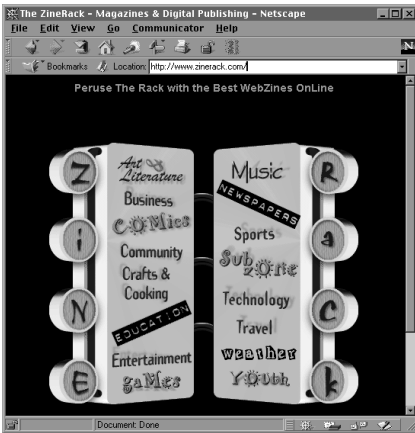 The ZineRack - Magazines & Digital Publishing - Netscape
File Edit View Go Communicator Help
Bookmarks Location: http://www.zinerack.com/
Peruse The Rack with the Best WebZines OnLine
Z
i
N
E
Art
Literature
Business
Comics
Community
Crafts &
Cooking
EDUCATION
Entertainment
gaMes
Music
NEWSPAPERS
Sports
Sub
zOne
Technology
Travel
weather
YOuth
R
a
C
k
Document: Done